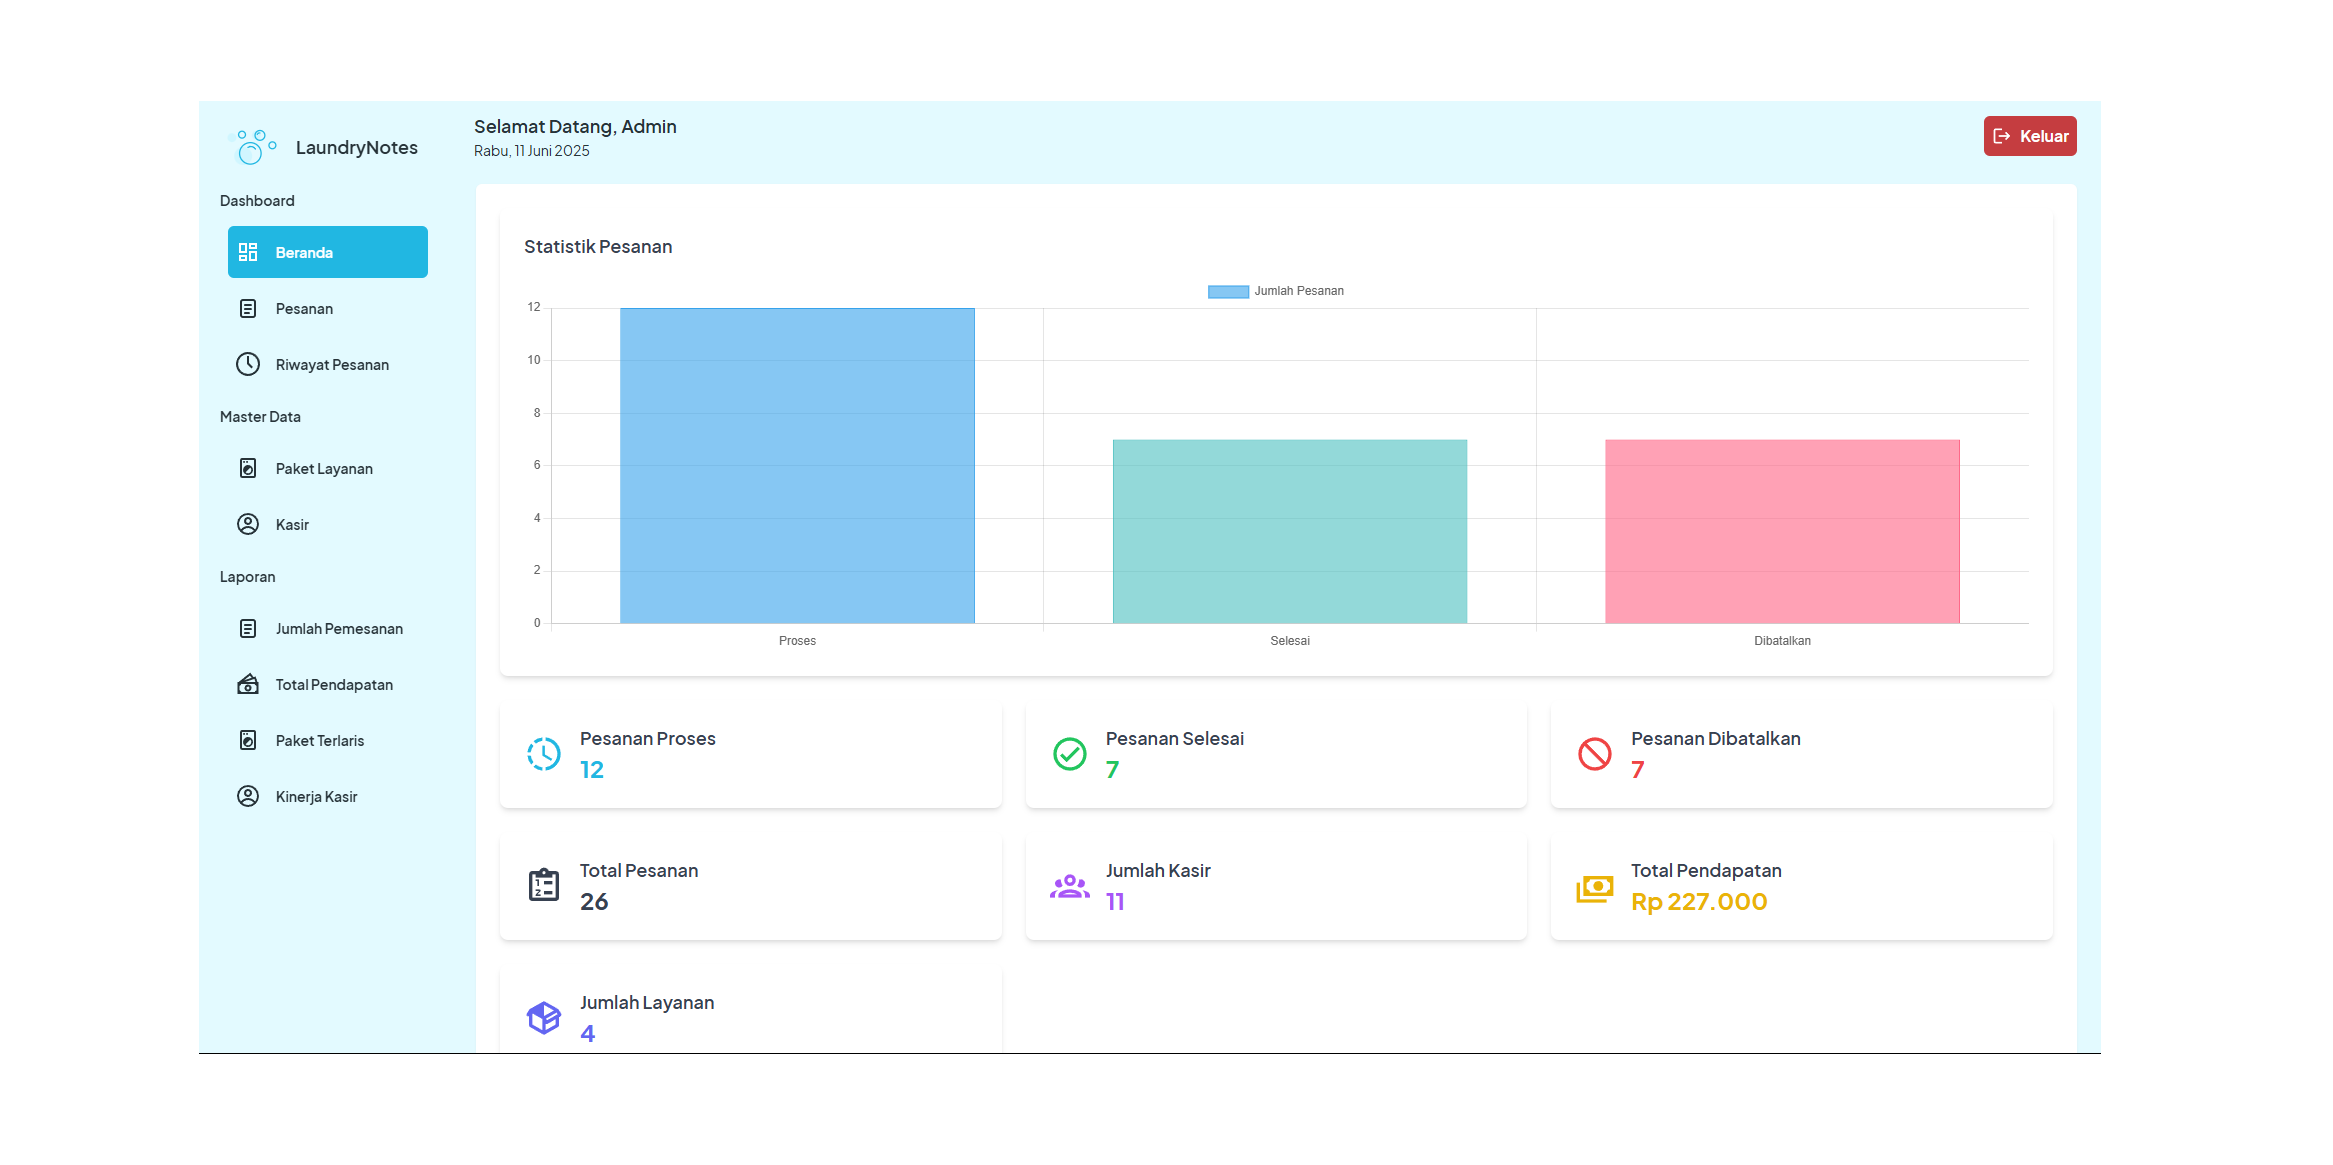 LaundryNotes
Selamat Datang, Admin
Rabu, 11 Juni 2025
Keluar
Dashboard
Beranda
Pesanan
Riwayat Pesanan
Master Data
Paket Layanan
Kasir
Laporan
Jumlah Pemesanan
Total Pendapatan
Paket Terlaris
Kinerja Kasir
Statistik Pesanan
Jumlah Pesanan
12
10
8
6
4
2
0
Proses
Selesai
Dibatalkan
Pesanan Proses
12
Pesanan Selesai
7
Pesanan Dibatalkan
7
Total Pesanan
26
Jumlah Kasir
11
Total Pendapatan
Rp 227.000
Jumlah Layanan
4